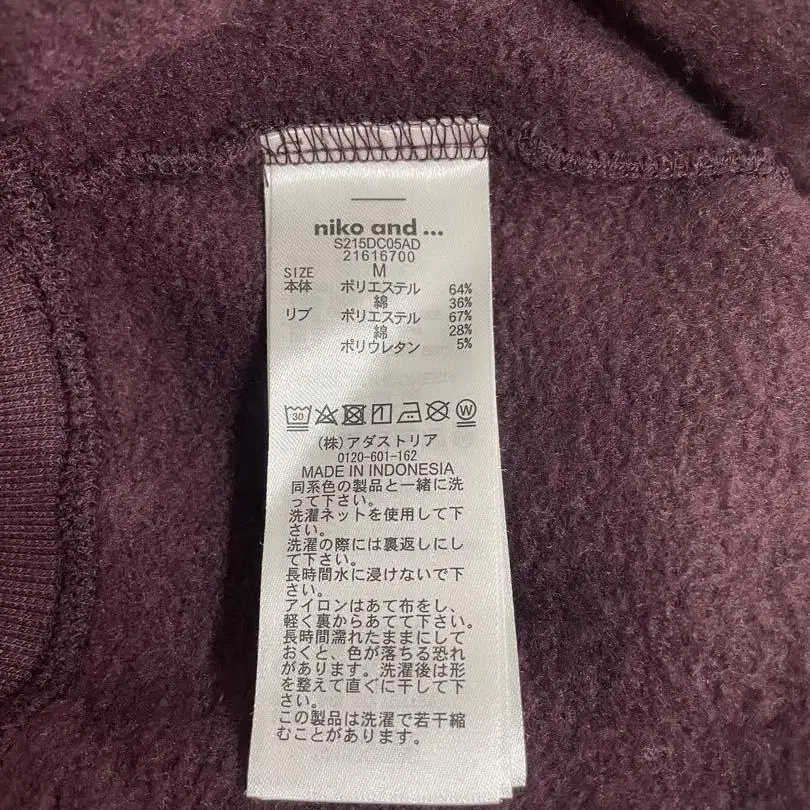 niko and ...
S215DC05AD
21616700
SIZE M
本体 ポリエステル 64%
綿 36%
リブ ポリエステル 67%
綿 28%
ポリウレタン 5%
30 W
(株)アダストリア
0120-601-162
MADE IN INDONESIA
同系色の製品と一緒に洗
って下さい。
洗濯ネットを使用して下
さい。
洗濯の際には裏返しにし
て下さい。
長時間水に浸けないで下
さい。
アイロンはあて布をし、
軽く裏からあてて下さい。
長時間濡れたままにして
おくと、色が落ちる恐れ
があります。洗濯後は形
を整えて直ぐに干して下
さい。
この製品は洗濯で若干縮
むことがあります。